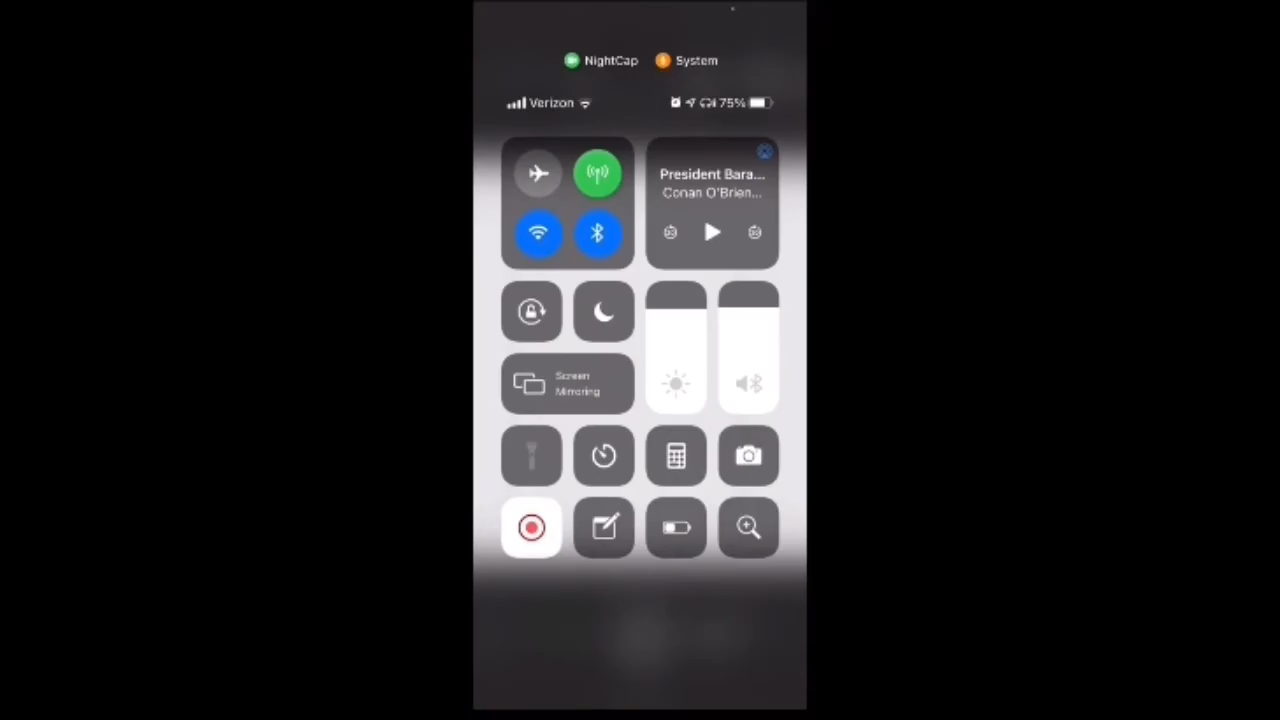 NightCap System
Verizon 75%
President Bara...
Conan O'Brien...
Screen
Mirroring